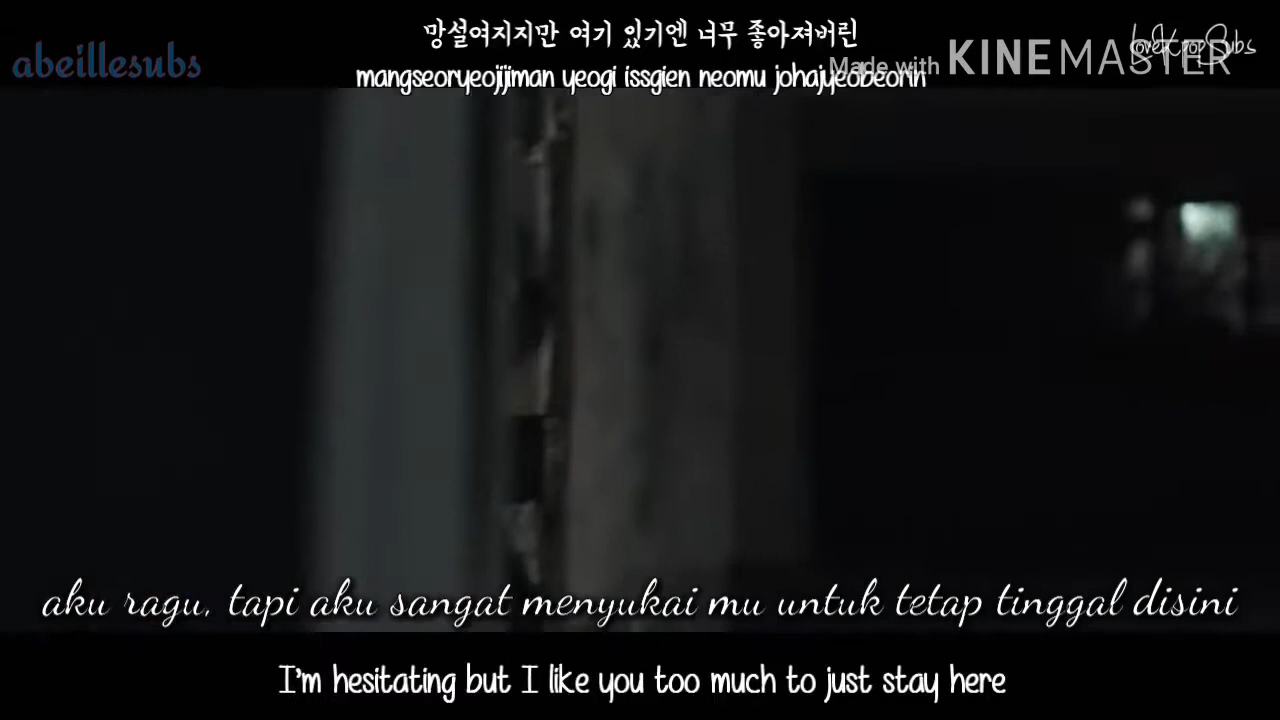 망설여지지만 여기 있기엔 너무 좋아져버린
abeillesubs
LoveKpopSubs
Made with KINEMASTER
mangseoryeojijiman yeogi issgien neomu johajyeobeorin
aku ragu, tapi aku sangat menyukai mu untuk tetap tinggal disini
I'm hesitating but I like you too much to just stay here